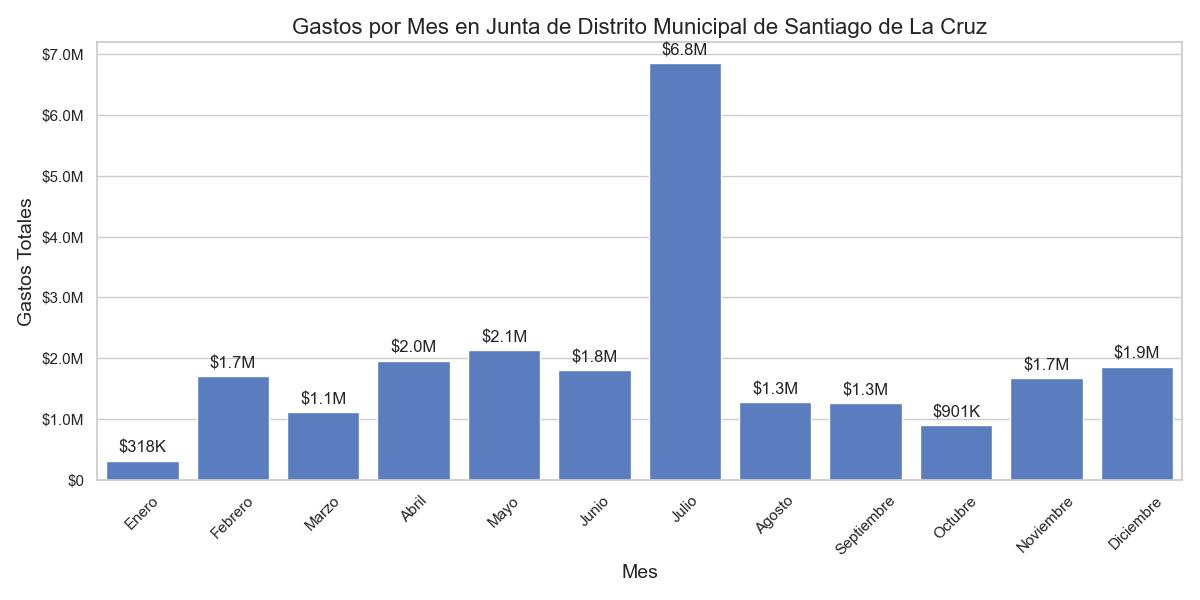 Gastos por Mes en Junta de Distrito Municipal de Santiago de La Cruz
Gastos Totales
$7.0M
$6.0M
$5.0M
$4.0M
$3.0M
$2.0M
$1.0M
$0
$318K
$1.7M
$1.1M
$2.0M
$2.1M
$1.8M
$6.8M
$1.3M
$1.3M
$901K
$1.7M
$1.9M
Enero
Febrero
Marzo
Abril
Mayo
Junio
Julio
Agosto
Septiembre
Octubre
Noviembre
Diciembre
Mes